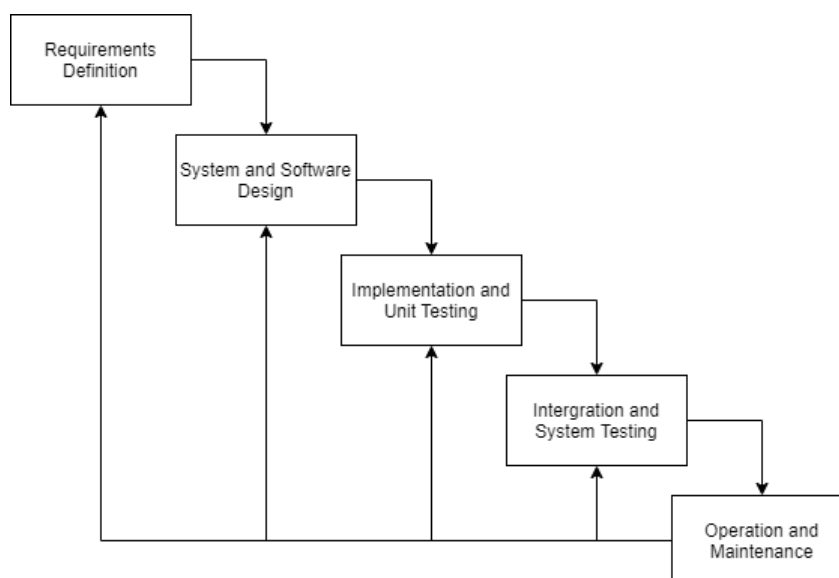 Requirements
Definition
System and Software
Design
Implementation and
Unit Testing
Intergration and
System Testing
Operation and
Maintenance